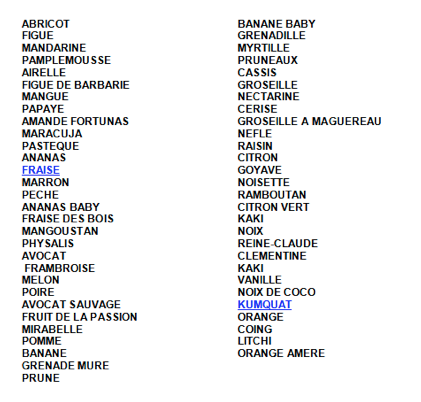 ABRICOT
FIGUE
MANDARINE
PAMPLEMOUSSE
AIRELLE
FIGUE DE BARBARIE
MANGUE
PAPAYE
AMANDE FORTUNAS
MARACUJA
PASTEQUE
ANANAS
FRAISE
MARRON
PECHE
ANANAS BABY
FRAISE DES BOIS
MANGOUSTAN
PHYSALIS
AVOCAT
FRAMBROISE
MELON
POIRE
AVOCAT SAUVAGE
FRUIT DE LA PASSION
MIRABELLE
POMME
BANANE
GRENADE MURE
PRUNE
BANANE BABY
GRENADILLE
MYRTILLE
PRUNEAUX
CASSIS
GROSEILLE
NECTARINE
CERISE
GROSEILLE A MAGUEREAU
NEFLE
RAISIN
CITRON
GOYAVE
NOISETTE
RAMBOUTAN
CITRON VERT
KAKI
NOIX
REINE-CLAUDE
CLEMENTINE
KAKI
VANILLE
NOIX DE COCO
KUMQUAT
ORANGE
COING
LITCHI
ORANGE AMERE